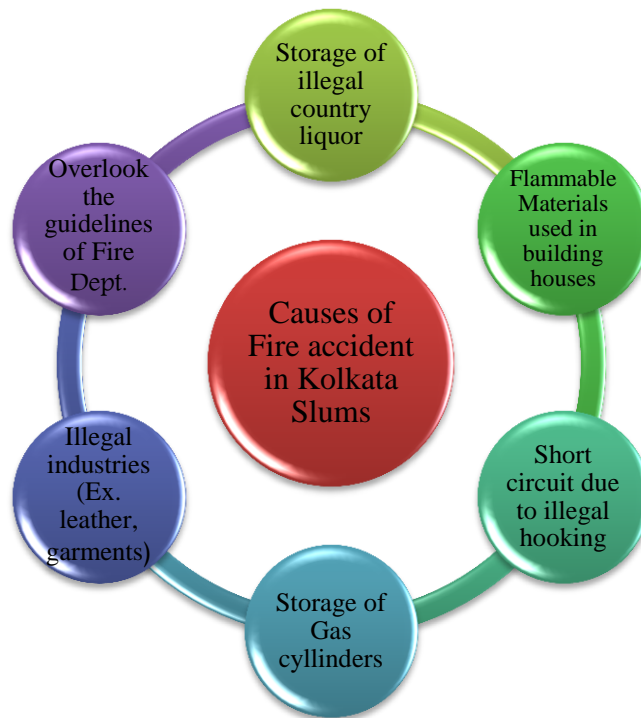 Storage of
illegal
country
liquor
Flammable
Materials
used in
building
houses
Short
circuit due
to illegal
hooking
Storage of
Gas
cyllinders
Illegal
industries
(Ex.
leather,
garments)
Overlook
the
guidelines
of Fire
Dept.
Causes of
Fire accident
in Kolkata
Slums